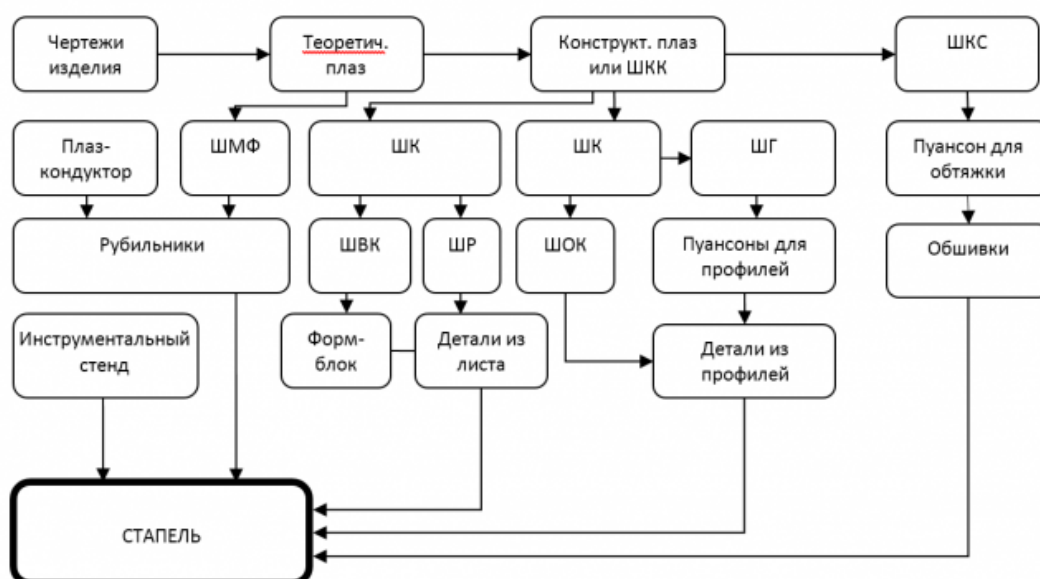 Чертежи
изделия
Теоретич.
плаз
Конструкт. плаз
или ШКК
ШКС
Плаз-
кондуктор
ШМФ
ШК
ШК
ШГ
Пуансон для
обтяжки
Рубильники
ШВК
ШР
ШОК
Пуансоны для
профилей
Обшивки
Инструментальный
стенд
Форм-
блок
Детали из
листа
Детали из
профилей
СТАПЕЛЬ